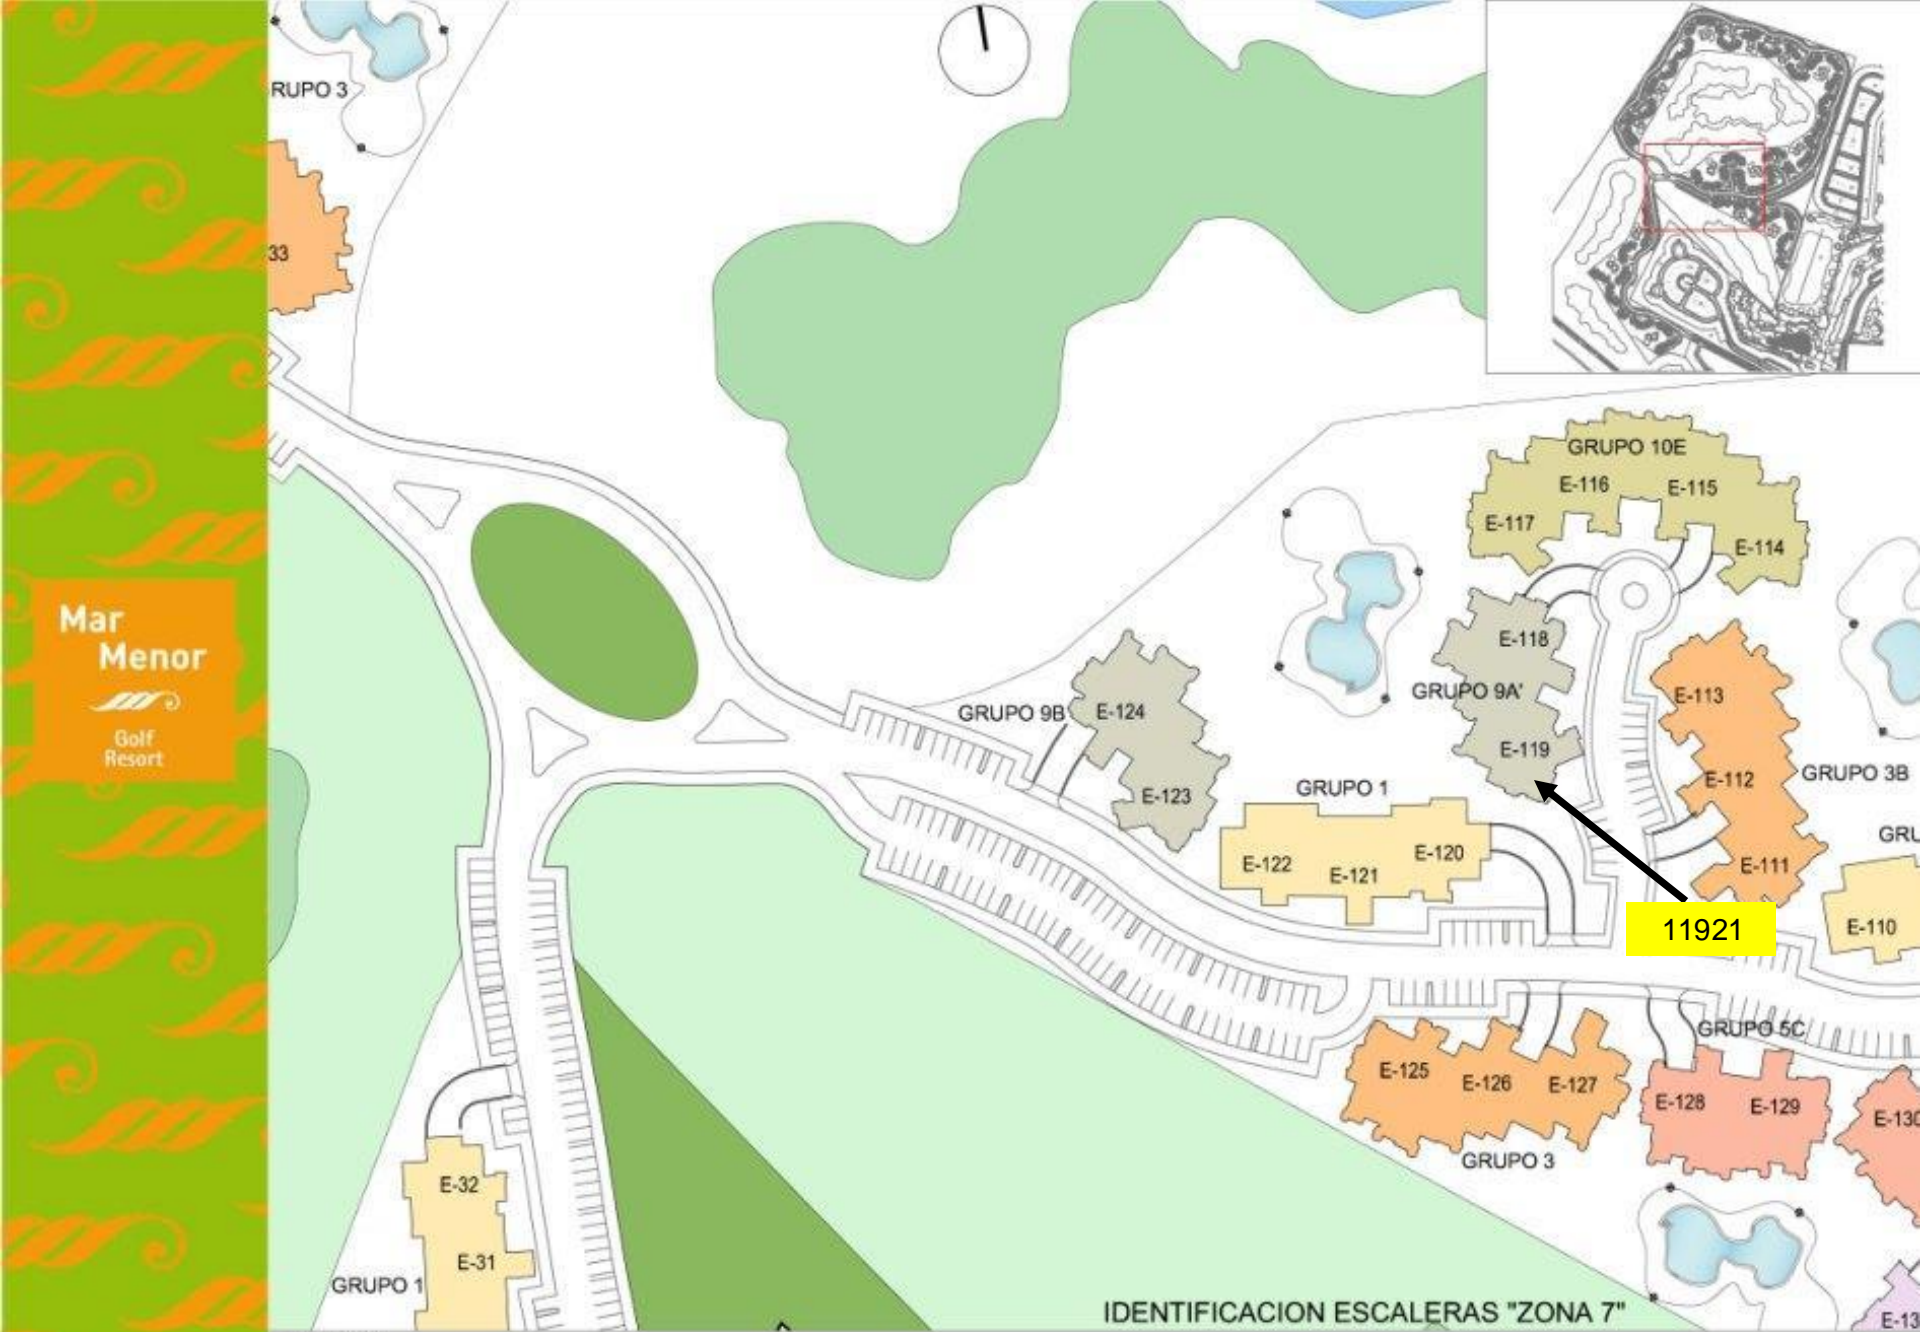 RUPO 3
33
Mar
Menor
Golf
Resort
GRUPO 10E
E-116
E-115
E-117
E-114
E-118
GRUPO 9A'
E-119
E-113
E-112
GRUPO 3B
E-111
GRUPO 9B
E-124
E-123
GRUPO 1
E-122
E-121
E-120
11921
GRU
E-110
GRUPO 5C
E-125
E-126
E-127
GRUPO 3
E-128
E-129
E-130
E-32
E-31
GRUPO 1
E-13
IDENTIFICACION ESCALERAS "ZONA 7"